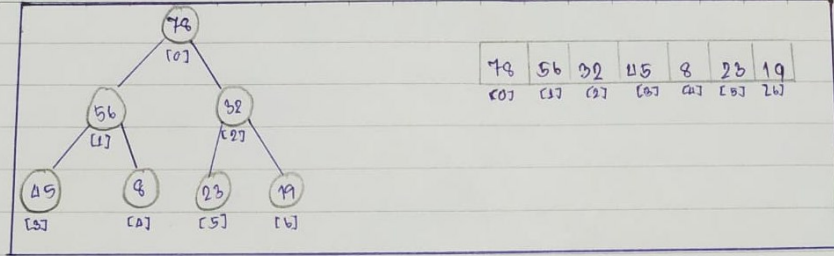 78
[0]
56 32
[1] [2]
45 8 23 19
[3] [4] [5] [6]
78 56 32 45 8 23 19
[0] [1] [2] [3] [4] [5] [6]